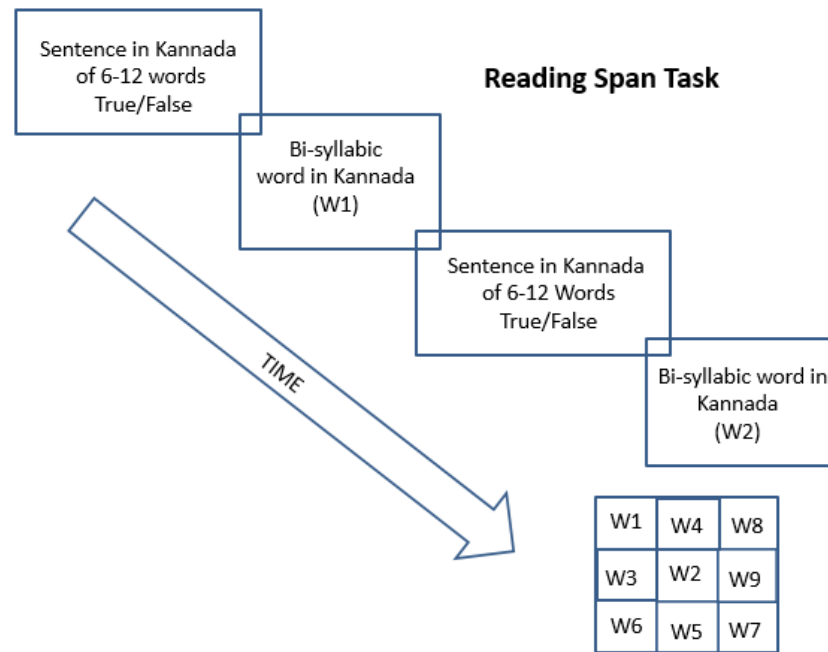 Sentence in Kannada
of 6-12 words
True/False
Reading Span Task
Bi-syllabic
word in Kannada
(W1)
Sentence in Kannada
of 6-12 Words
True/False
TIME
Bi-syllabic word in
Kannada
(W2)
W1 W4 W8
W3 W2 W9
W6 W5 W7